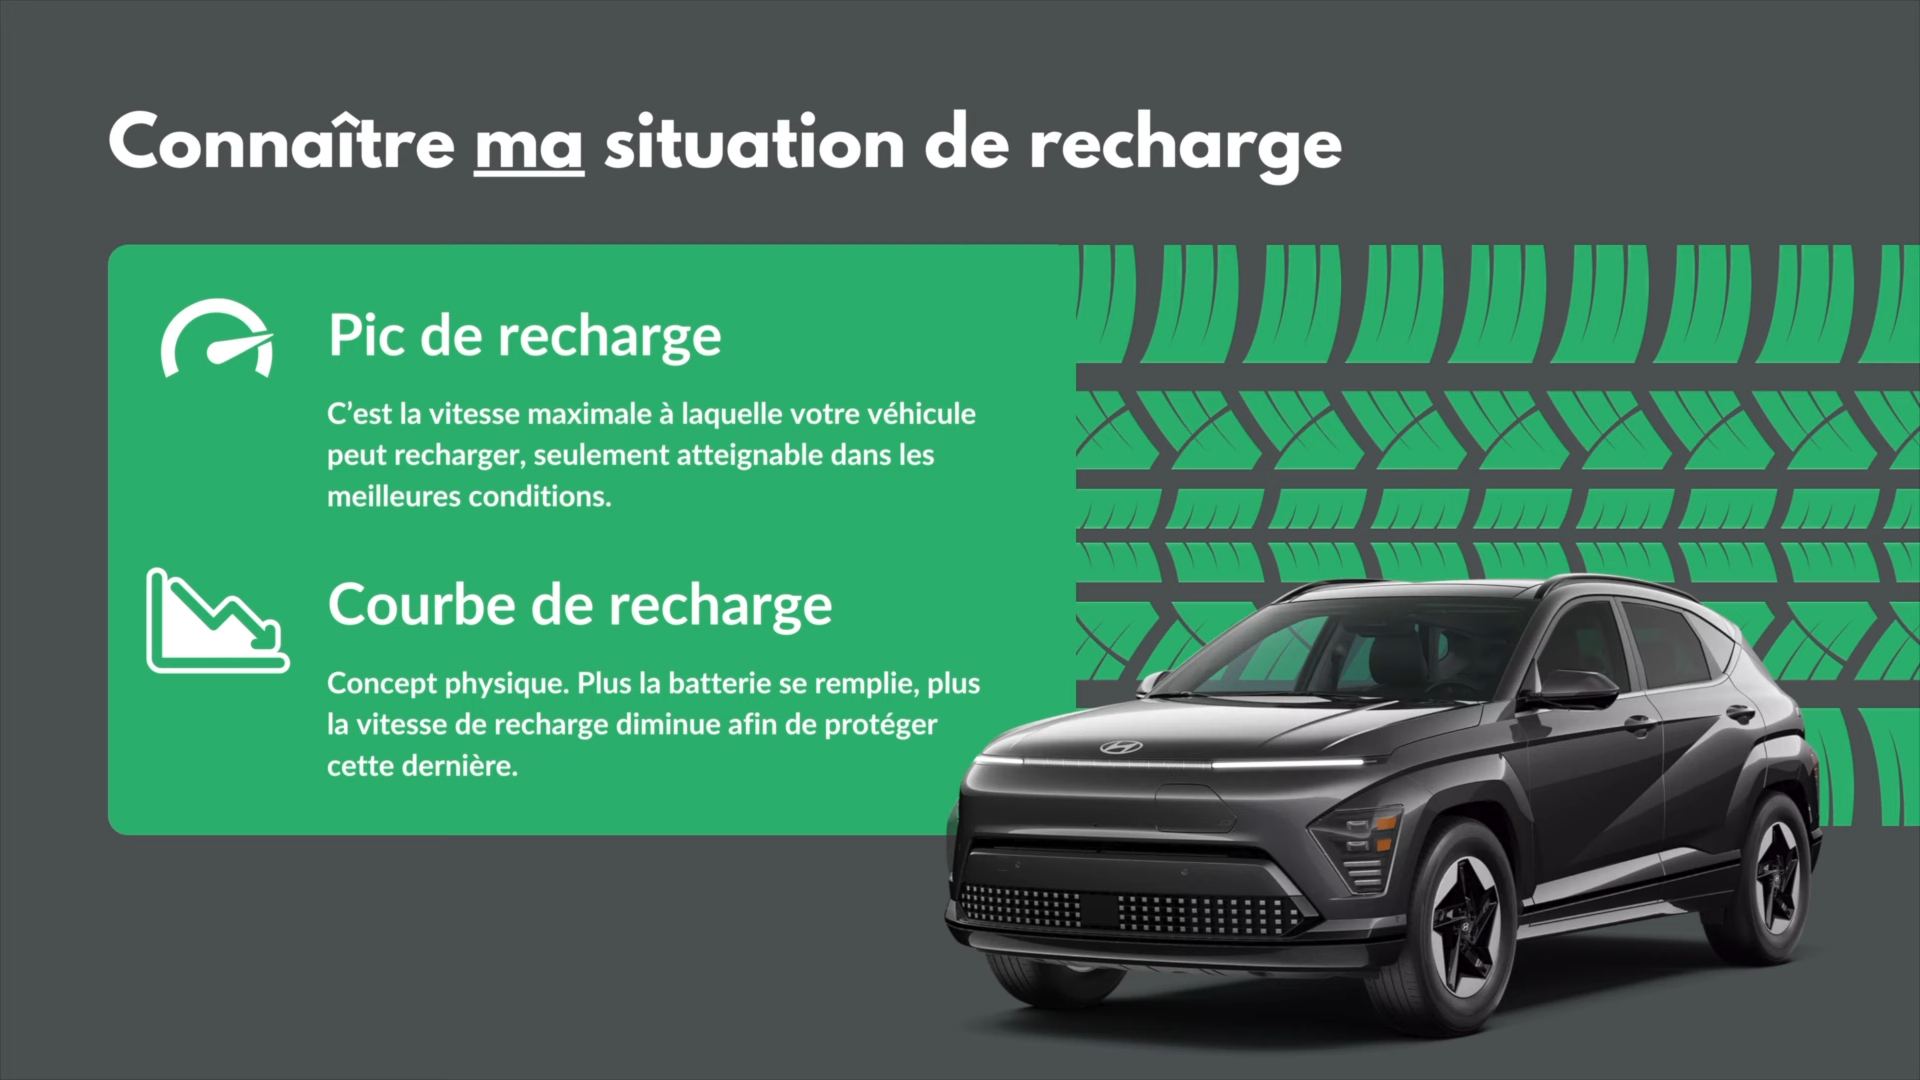 Connaître ma situation de recharge
Pic de recharge
C’est la vitesse maximale à laquelle votre véhicule
peut recharger, seulement atteignable dans les
meilleures conditions.
Courbe de recharge
Concept physique. Plus la batterie se remplie, plus
la vitesse de recharge diminue afin de protéger
cette dernière.